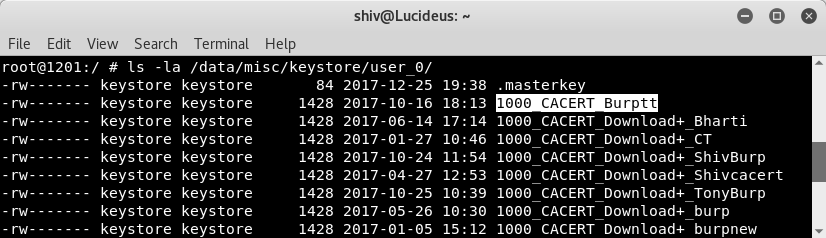 shiv@Lucideus: ~
File Edit View Search Terminal Help
root@1201:/ # ls -la /data/misc/keystore/user_0/
-rw------- keystore keystore 84 2017-12-25 19:38 .masterkey
-rw------- keystore keystore 1428 2017-10-16 18:13 1000_CACERT_Burptt
-rw------- keystore keystore 1428 2017-06-14 17:14 1000_CACERT_Download+_Bharti
-rw------- keystore keystore 1428 2017-01-27 10:46 1000_CACERT_Download+_CT
-rw------- keystore keystore 1428 2017-10-24 11:54 1000_CACERT_Download+_ShivBurp
-rw------- keystore keystore 1428 2017-04-27 12:53 1000_CACERT_Download+_Shivcacert
-rw------- keystore keystore 1428 2017-10-25 10:39 1000_CACERT_Download+_TonyBurp
-rw------- keystore keystore 1428 2017-05-26 10:30 1000_CACERT_Download+_burp
-rw------- keystore keystore 1428 2017-01-05 15:12 1000_CACERT_Download+_burpnew